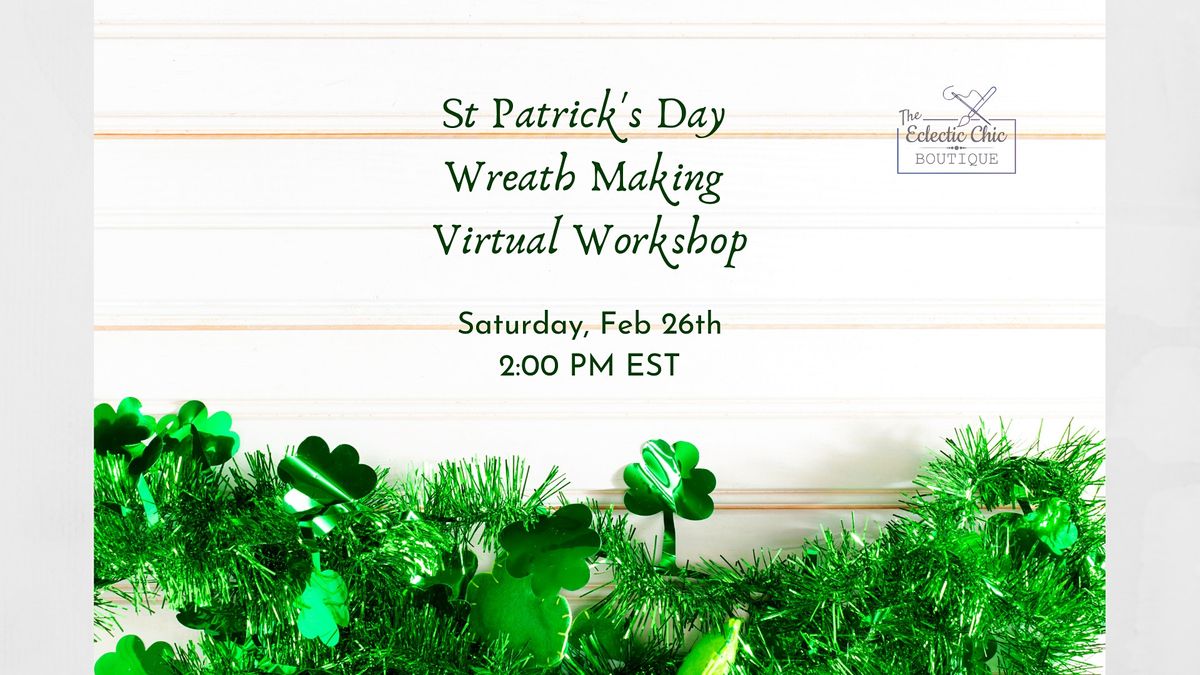 St Patrick's Day
Wreath Making
Virtual Workshop
Saturday, Feb 26th
2:00 PM EST
The
Eclectic Chic
BOUTIQUE